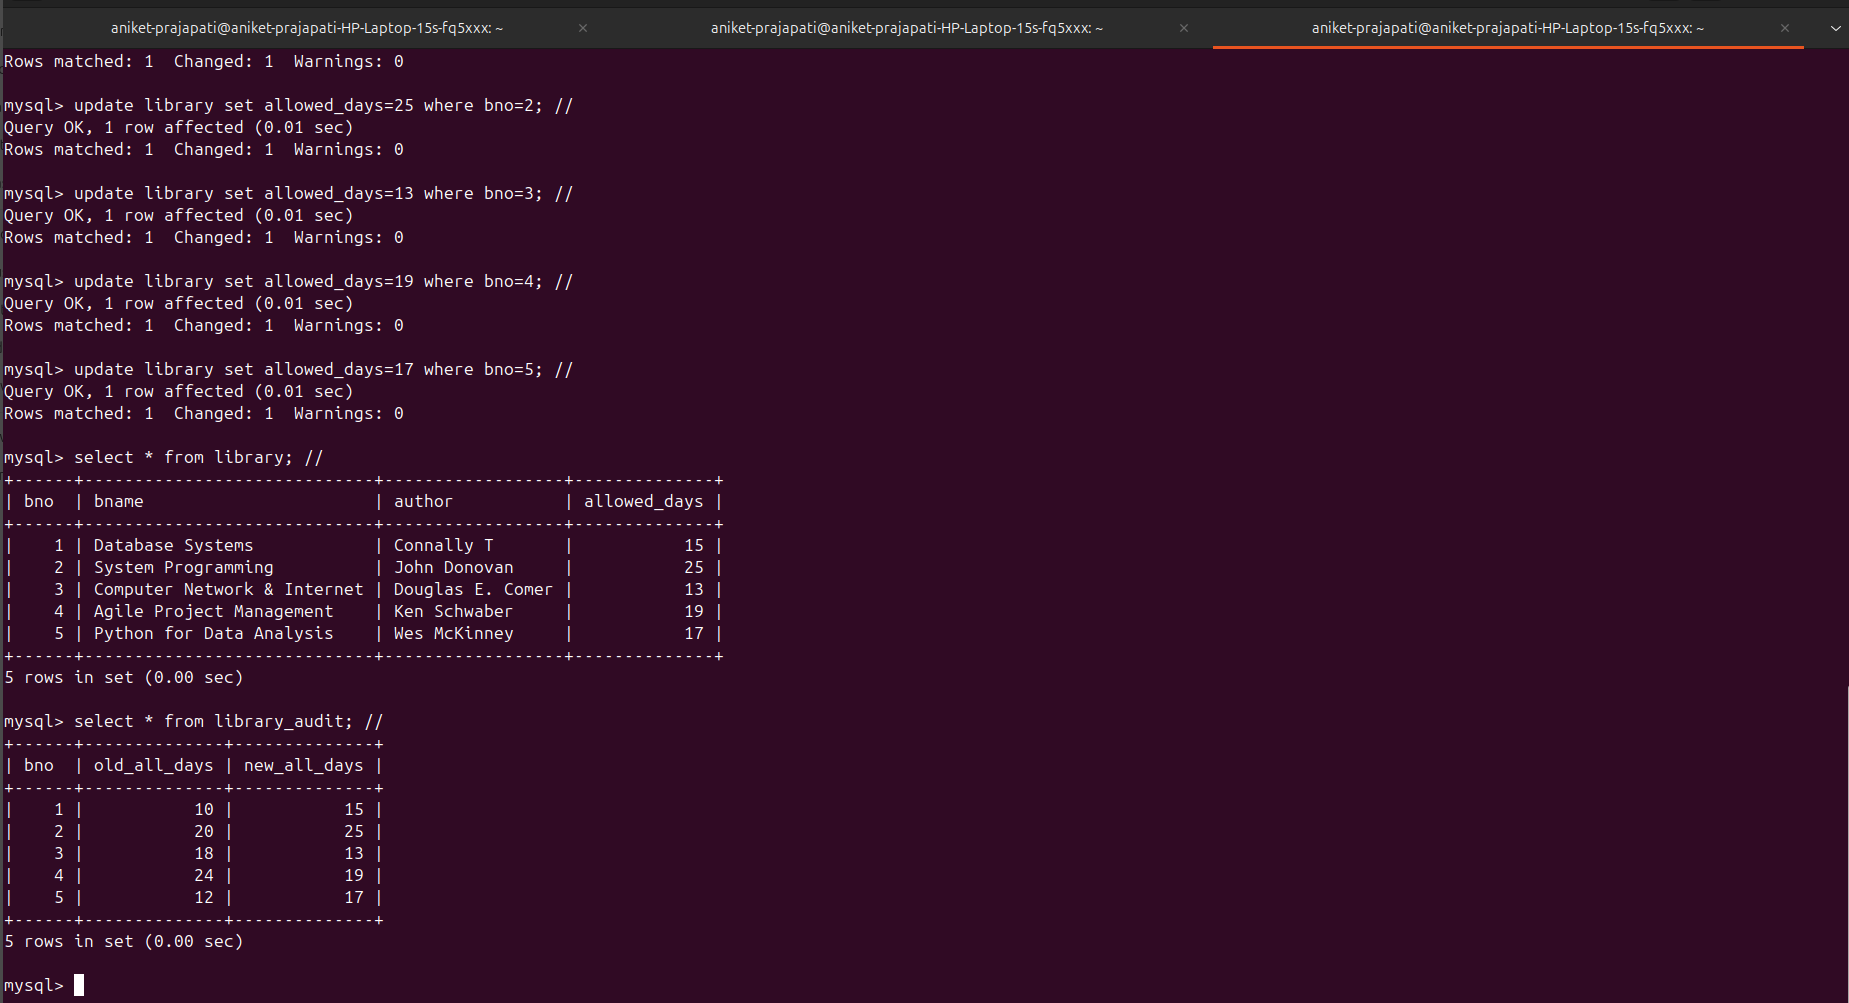 aniket-prajapati@aniket-prajapati-HP-Laptop-15s-fq5xxx: ~ × aniket-prajapati@aniket-prajapati-HP-Laptop-15s-fq5xxx: ~ × aniket-prajapati@aniket-prajapati-HP-Laptop-15s-fq5xxx: ~ ×
Rows matched: 1  Changed: 1  Warnings: 0
mysql> update library set allowed_days=25 where bno=2; //
Query OK, 1 row affected (0.01 sec)
Rows matched: 1  Changed: 1  Warnings: 0
mysql> update library set allowed_days=13 where bno=3; //
Query OK, 1 row affected (0.01 sec)
Rows matched: 1  Changed: 1  Warnings: 0
mysql> update library set allowed_days=19 where bno=4; //
Query OK, 1 row affected (0.01 sec)
Rows matched: 1  Changed: 1  Warnings: 0
mysql> update library set allowed_days=17 where bno=5; //
Query OK, 1 row affected (0.01 sec)
Rows matched: 1  Changed: 1  Warnings: 0
mysql> select * from library; //
+------+-----------------------------+------------------+--------------+
| bno  | bname                       | author           | allowed_days |
+------+-----------------------------+------------------+--------------+
|    1 | Database Systems            | Connally T       |           15 |
|    2 | System Programming          | John Donovan     |           25 |
|    3 | Computer Network & Internet | Douglas E. Comer |           13 |
|    4 | Agile Project Management    | Ken Schwaber     |           19 |
|    5 | Python for Data Analysis    | Wes McKinney     |           17 |
+------+-----------------------------+------------------+--------------+
5 rows in set (0.00 sec)
mysql> select * from library_audit; //
+------+--------------+--------------+
| bno  | old_all_days | new_all_days |
+------+--------------+--------------+
|    1 |           10 |           15 |
|    2 |           20 |           25 |
|    3 |           18 |           13 |
|    4 |           24 |           19 |
|    5 |           12 |           17 |
+------+--------------+--------------+
5 rows in set (0.00 sec)
mysql>